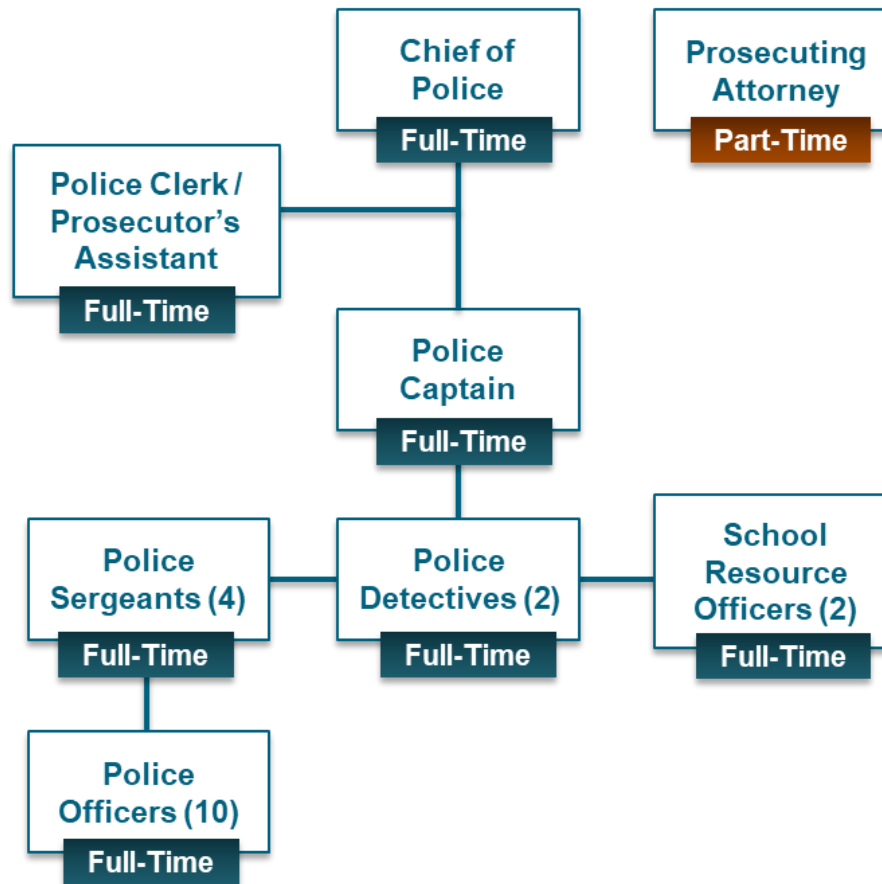 Chief of
Police
Full-Time
Prosecuting
Attorney
Part-Time
Police Clerk /
Prosecutor’s
Assistant
Full-Time
Police
Captain
Full-Time
Police
Sergeants (4)
Full-Time
Police
Detectives (2)
Full-Time
School
Resource
Officers (2)
Full-Time
Police
Officers (10)
Full-Time